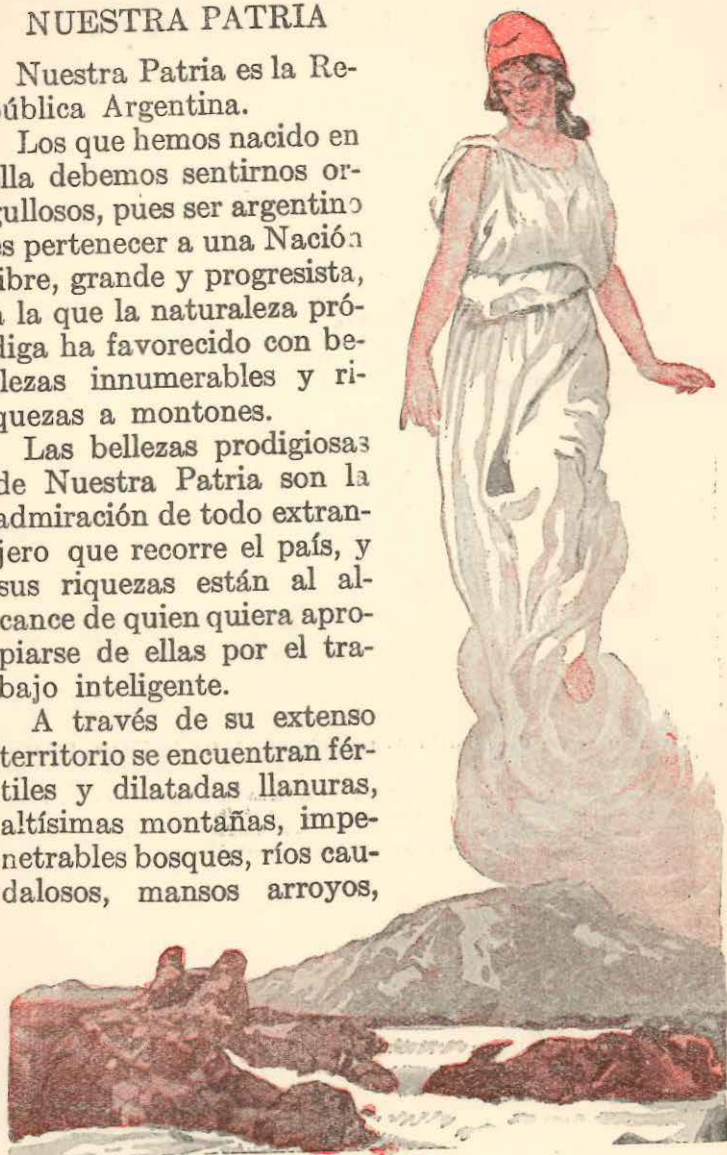 NUESTRA PATRIA
Nuestra Patria es la Re-
pública Argentina.
Los que hemos nacido en
ella debemos sentirnos or-
gullosos, pues ser argentino
es pertenecer a una Nación
libre, grande y progresista,
a la que la naturaleza pró-
diga ha favorecido con be-
llezas innumerables y ri-
quezas a montones.
Las bellezas prodigiosas
de Nuestra Patria son la
admiración de todo extran-
jero que recorre el país, y
sus riquezas están al al-
cance de quien quiera apro-
piarse de ellas por el tra-
bajo inteligente.
A través de su extenso
territorio se encuentran fér-
tiles y dilatadas llanuras,
altísimas montañas, impe-
netrables bosques, ríos cau-
dalosos, mansos arroyos,